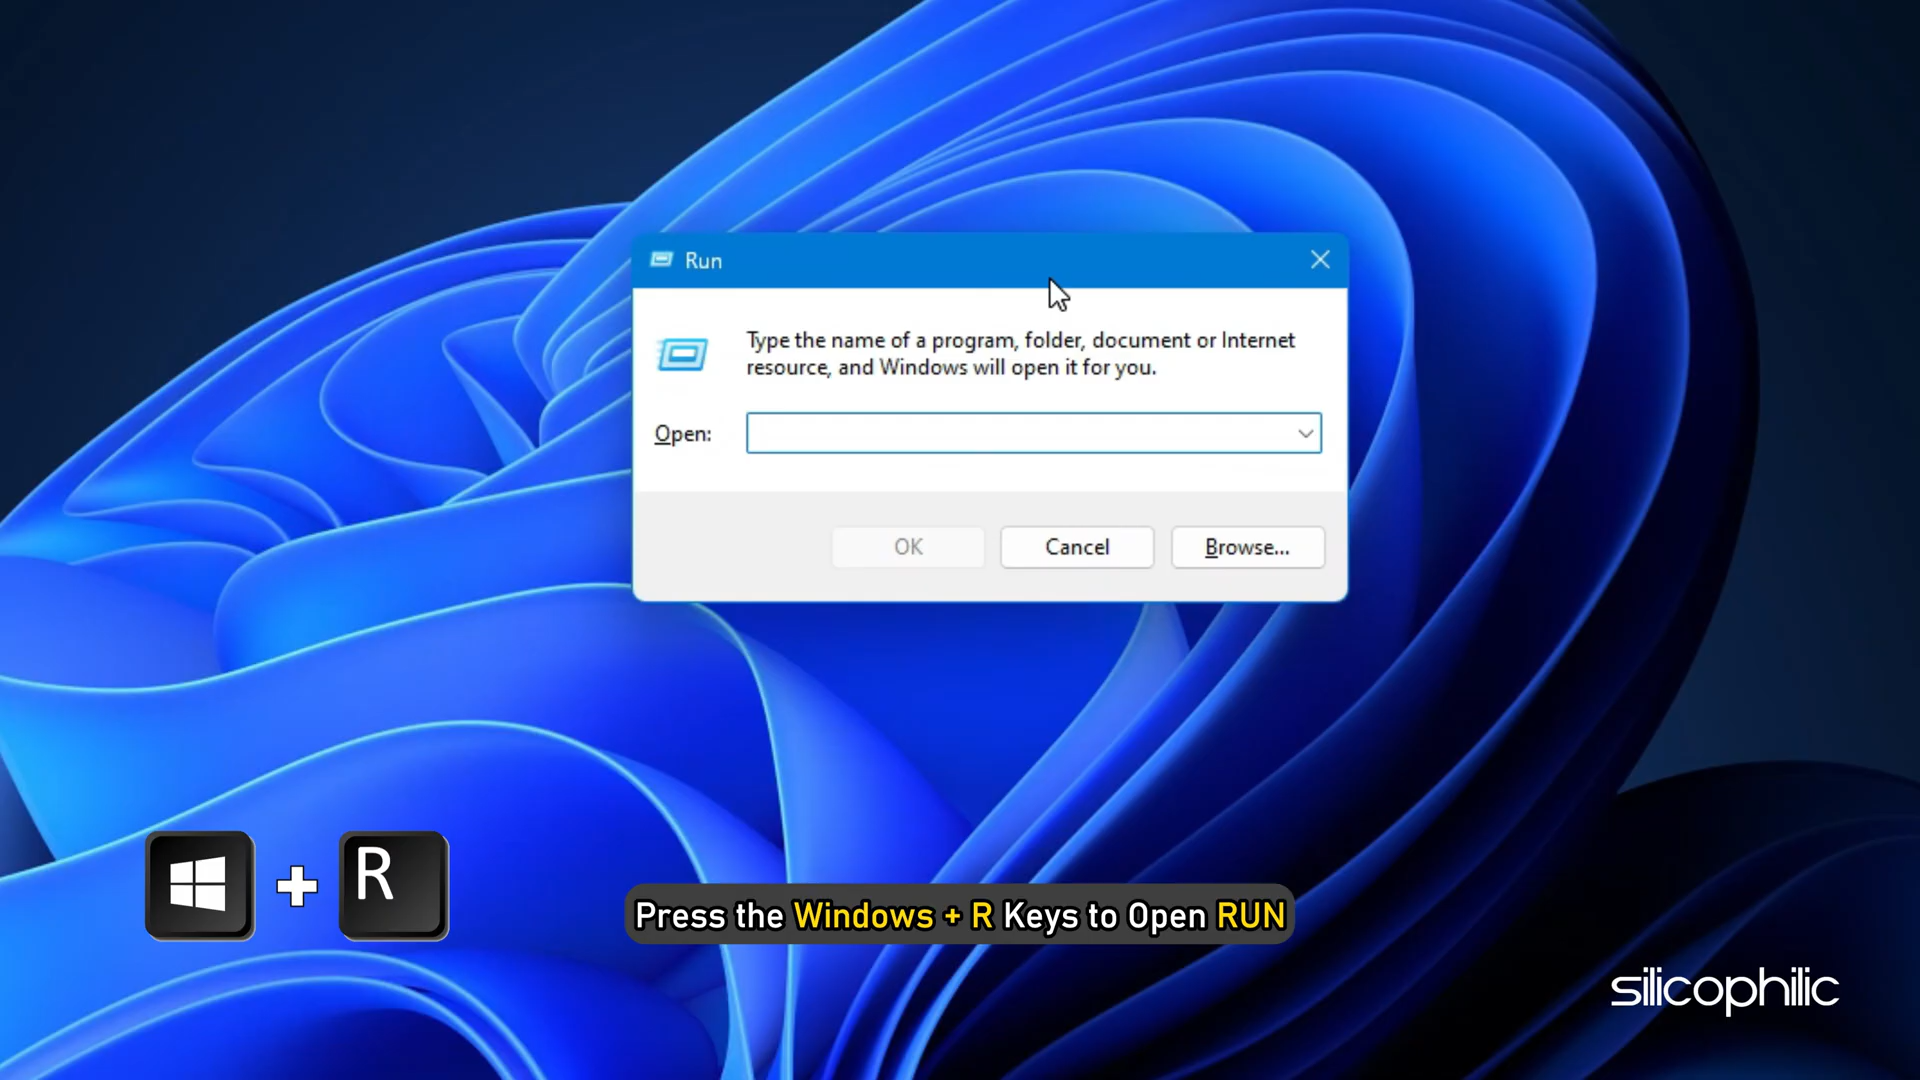 Run
Type the name of a program, folder, document or Internet
resource, and Windows will open it for you.
Open:
OK
Cancel
Browse...
R
Press the Windows + R Keys to Open RUN
silicophilic